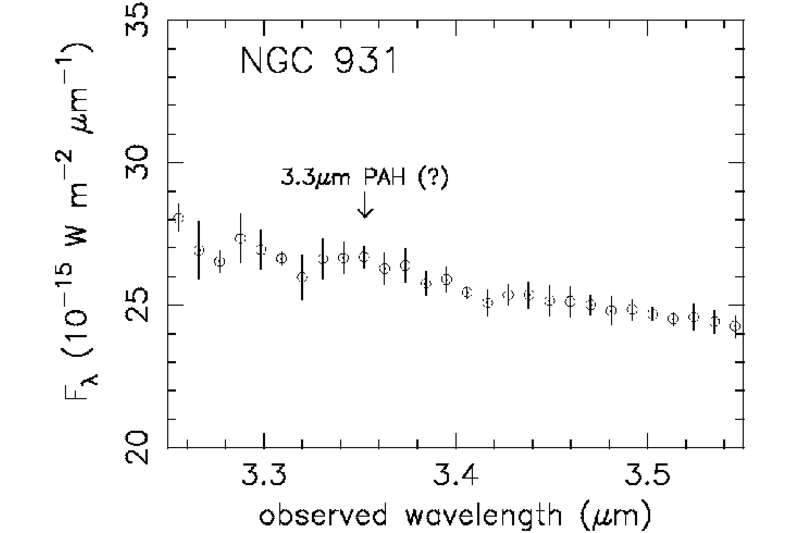 NGC 931
3.3μm PAH (?)
F_λ (10^−15 W m^−2 μm^−1)
35
30
25
20
3.3 3.4 3.5
observed wavelength (μm)